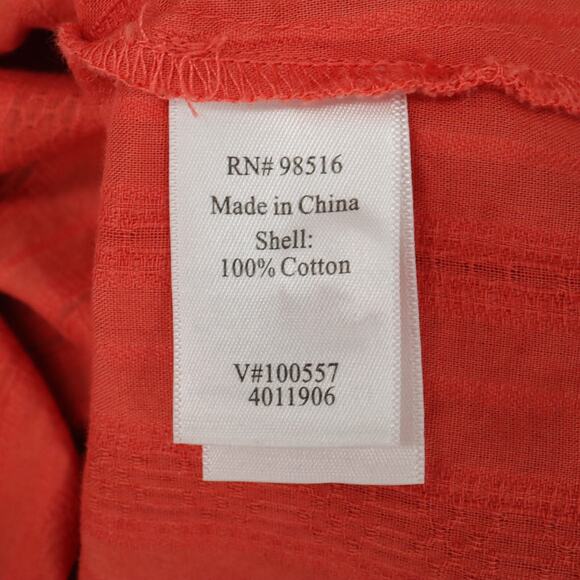 RN# 98516
Made in China
Shell:
100% Cotton
V#100557
4011906